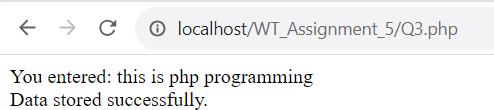 localhost/WT_Assignment_5/Q3.php
You entered: this is php programming
Data stored successfully.